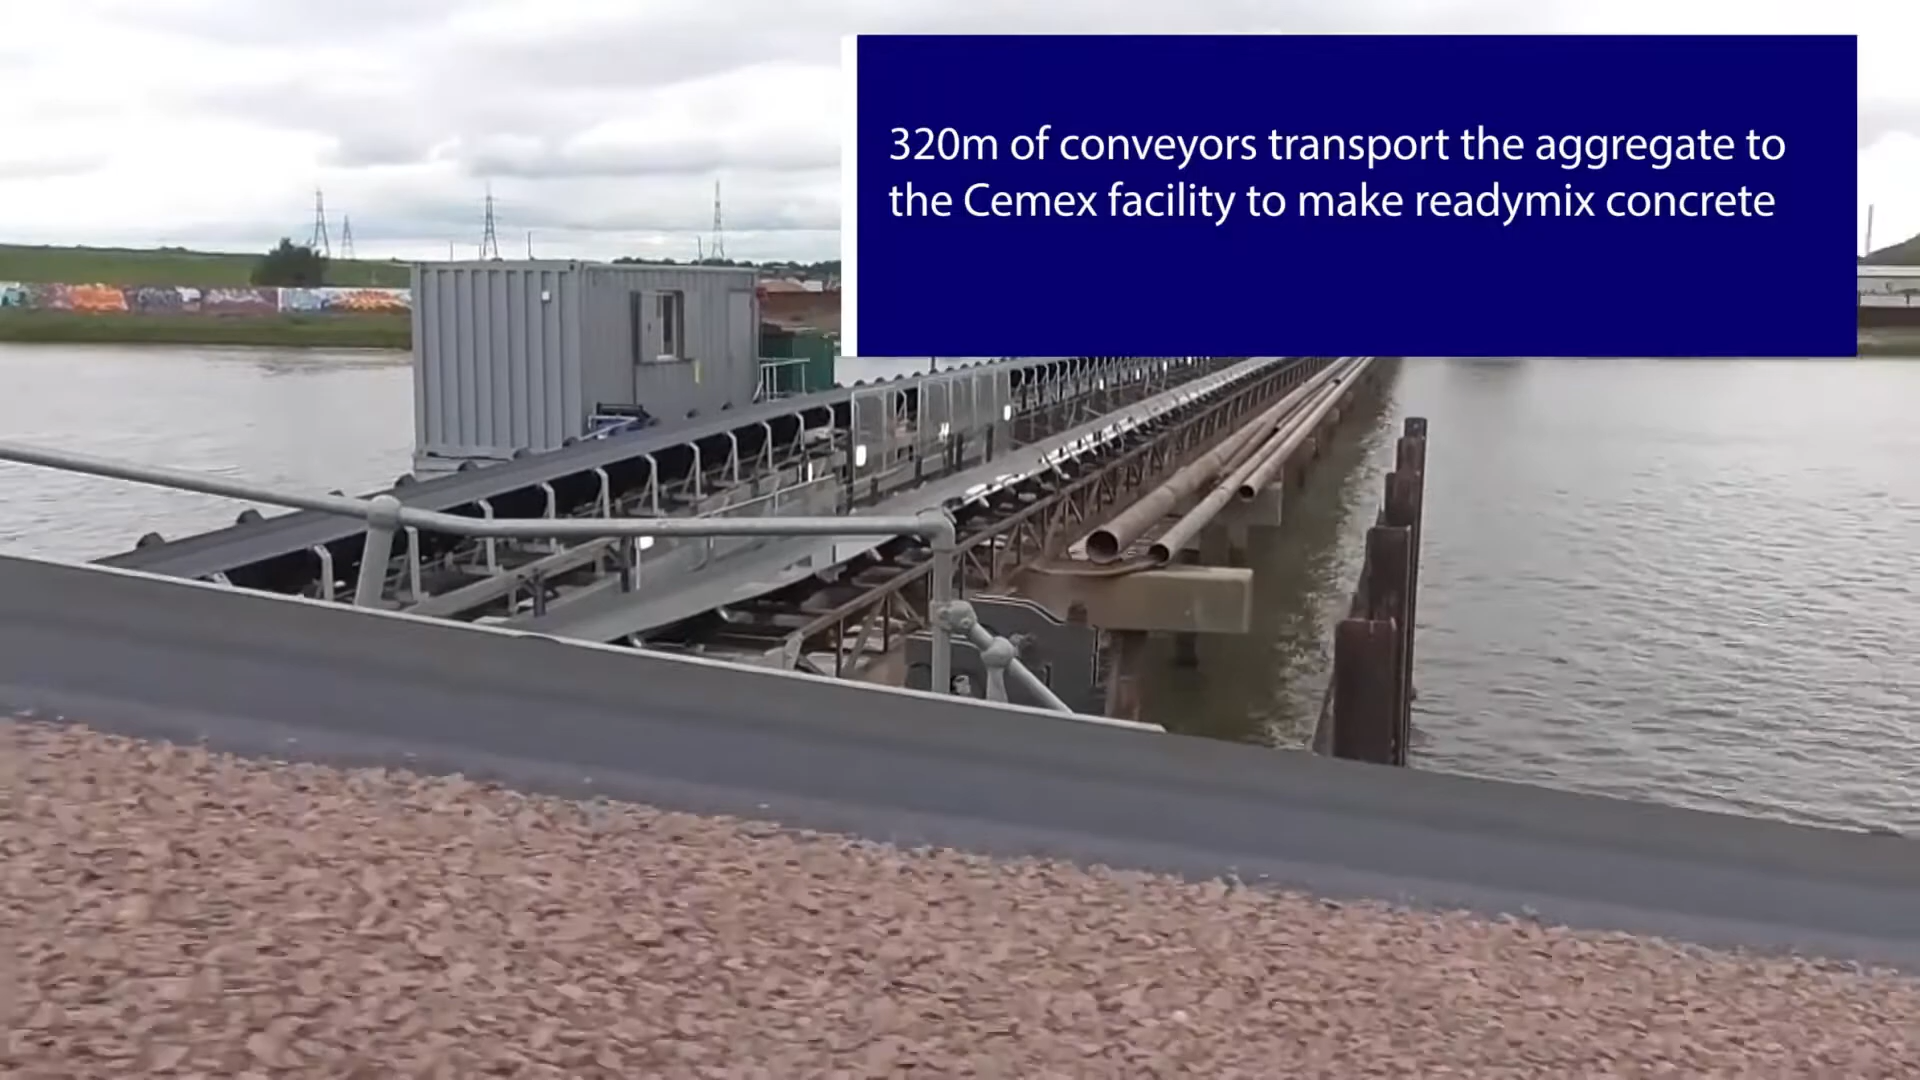 320m of conveyors transport the aggregate to
the Cemex facility to make readymix concrete